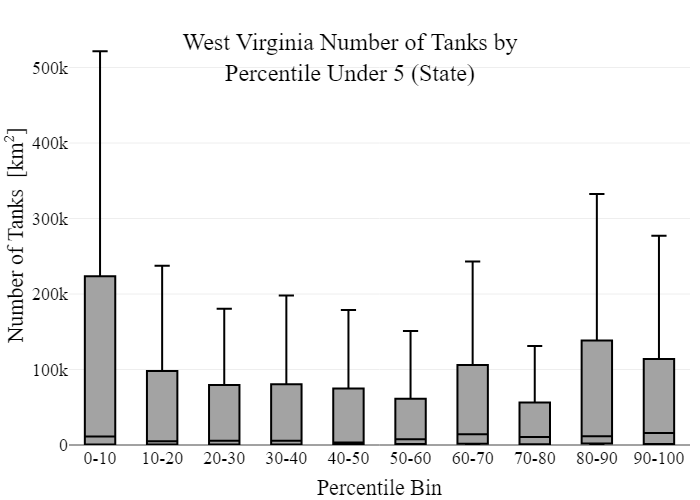 West Virginia Number of Tanks by
Percentile Under 5 (State)
Number of Tanks [km²]
500k
400k
300k
200k
100k
0
0-10 10-20 20-30 30-40 40-50 50-60 60-70 70-80 80-90 90-100
Percentile Bin